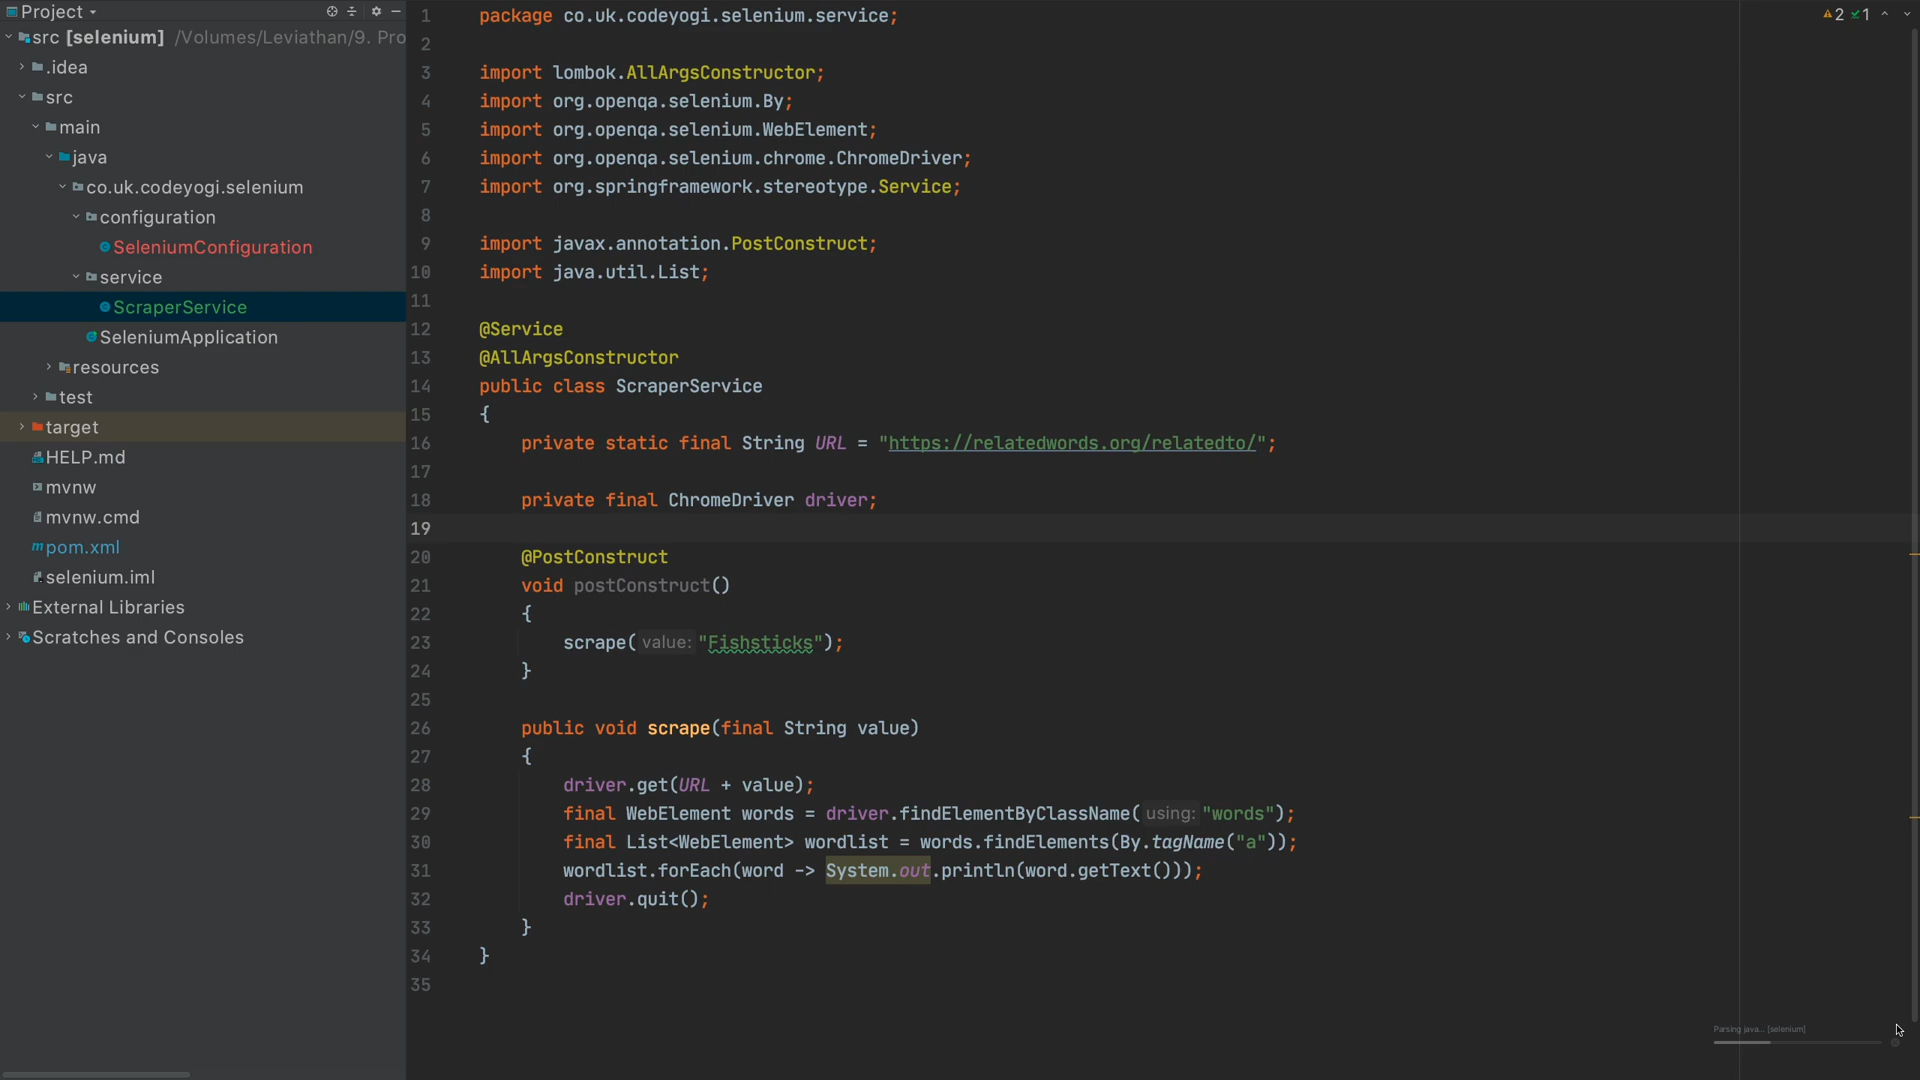 Project
src [selenium] /Volumes/Leviathan/9. Pro
.idea
src
main
java
co.uk.codeyogi.selenium
configuration
SeleniumConfiguration
service
ScraperService
SeleniumApplication
resources
test
target
HELP.md
mvnw
mvnw.cmd
pom.xml
selenium.iml
External Libraries
Scratches and Consoles
2 1
1 package co.uk.codeyogi.selenium.service;
2
3 import lombok.AllArgsConstructor;
4 import org.openqa.selenium.By;
5 import org.openqa.selenium.WebElement;
6 import org.openqa.selenium.chrome.ChromeDriver;
7 import org.springframework.stereotype.Service;
8
9 import javax.annotation.PostConstruct;
10 import java.util.List;
11
12 @Service
13 @AllArgsConstructor
14 public class ScraperService
15 {
16 private static final String URL = "https://relatedwords.org/relatedto/";
17
18 private final ChromeDriver driver;
19
20 @PostConstruct
21 void postConstruct()
22 {
23 scrape( value: "Fishsticks");
24 }
25
26 public void scrape(final String value)
27 {
28 driver.get(URL + value);
29 final WebElement words = driver.findElementByClassName( using: "words");
30 final List<WebElement> wordlist = words.findElements(By.tagName("a"));
31 wordlist.forEach(word -> System.out.println(word.getText()));
32 driver.quit();
33 }
34 }
35
Parsing java... [selenium]